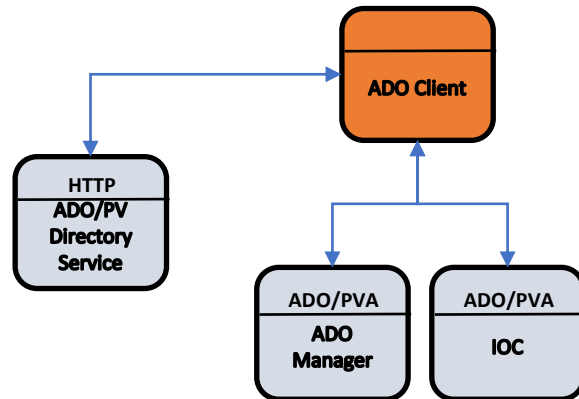 ADO Client
HTTP
ADO/PV
Directory
Service
ADO/PVA
ADO
Manager
ADO/PVA
IOC